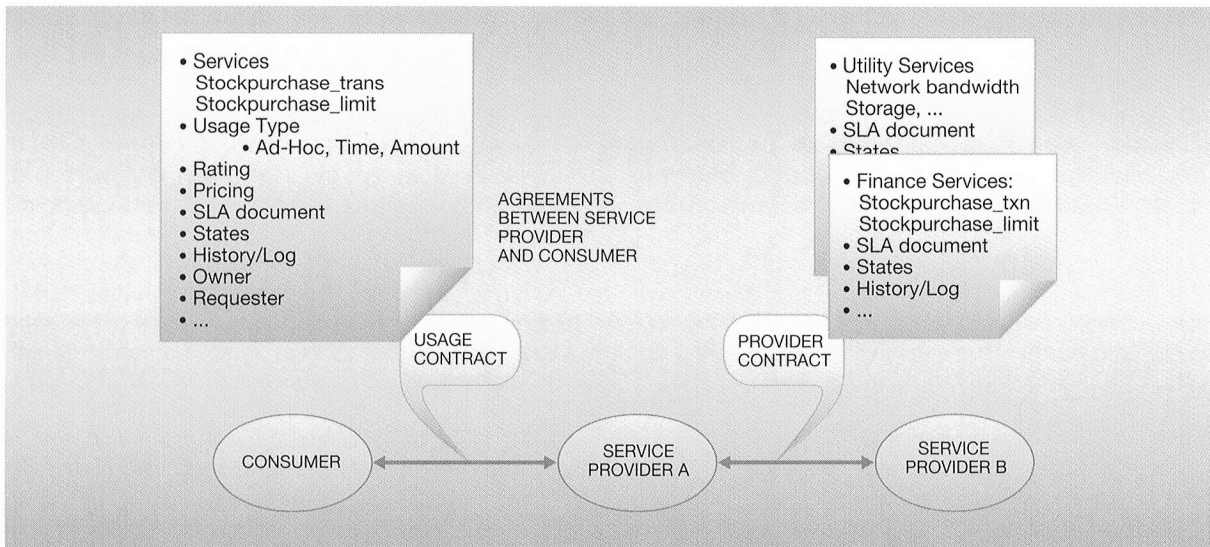 • Services
Stockpurchase_trans
Stockpurchase_limit
• Usage Type
• Ad-Hoc, Time, Amount
• Rating
• Pricing
• SLA document
• States
• History/Log
• Owner
• Requester
• ...
AGREEMENTS
BETWEEN SERVICE
PROVIDER
AND CONSUMER
• Utility Services
Network bandwidth
Storage, ...
• SLA document
• States
• Finance Services:
Stockpurchase_txn
Stockpurchase_limit
• SLA document
• States
• History/Log
• ...
USAGE
CONTRACT
PROVIDER
CONTRACT
CONSUMER
SERVICE
PROVIDER A
SERVICE
PROVIDER B